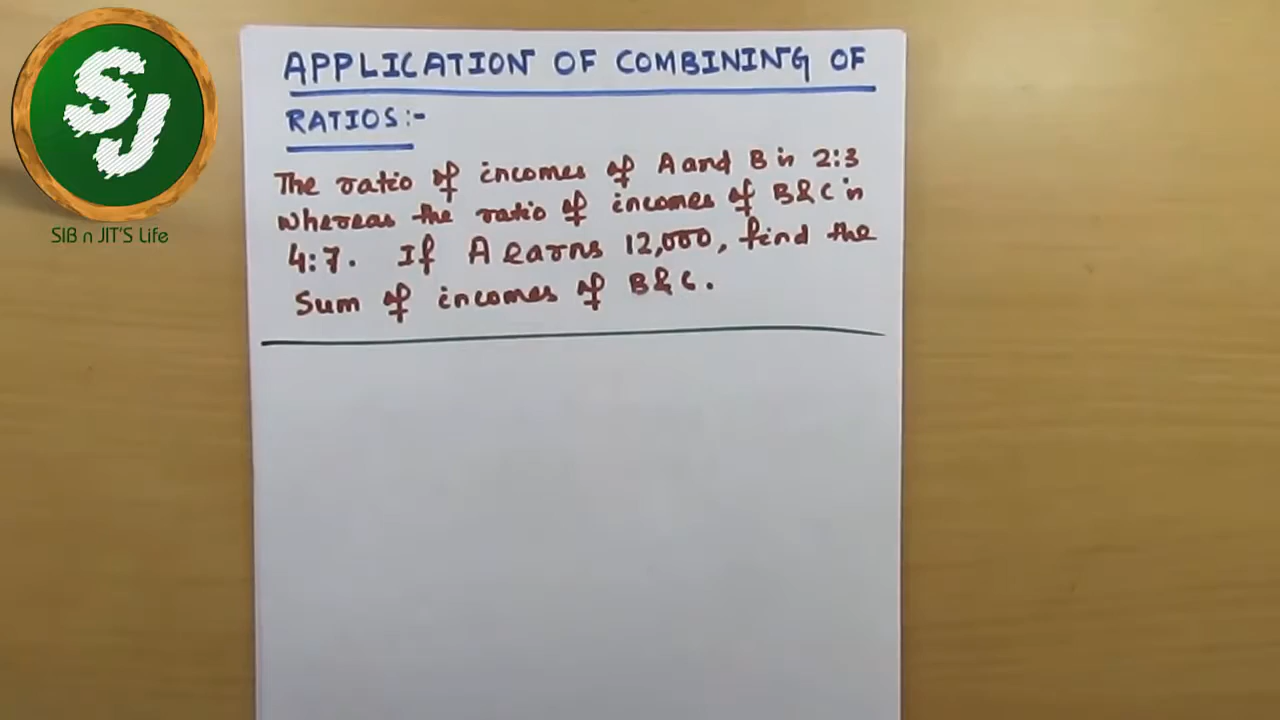 SJ
SIB n JIT'S Life
APPLICATION OF COMBINING OF
RATIOS:-
The ratio of incomes of A and B is 2:3
Whereas the ratio of incomes of B & C is
4:7. If A earns 12,000, find the
Sum of incomes of B & C.